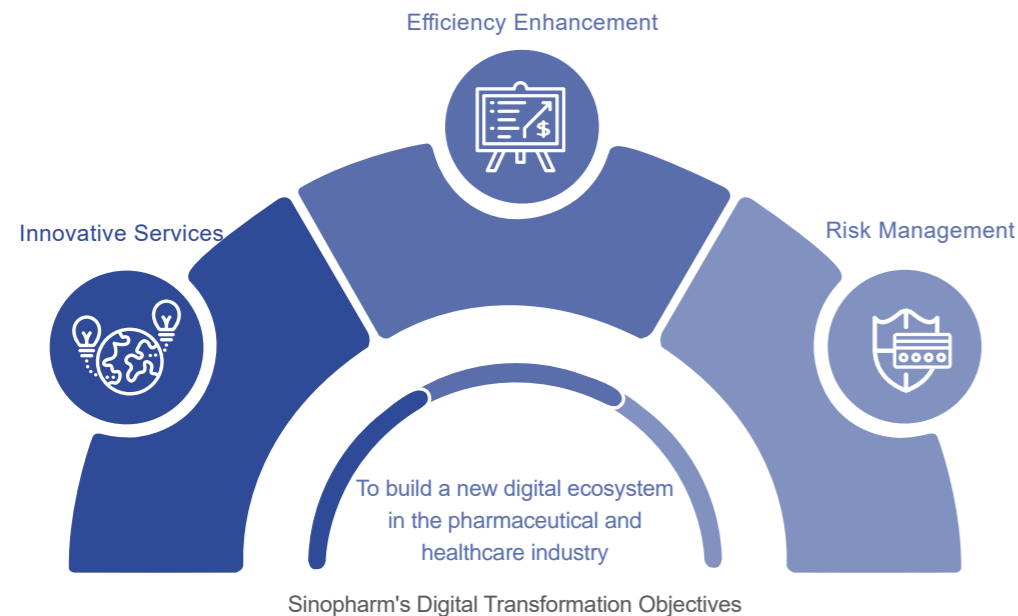 Efficiency Enhancement
Innovative Services
Risk Management
$
To build a new digital ecosystem
in the pharmaceutical and
healthcare industry
Sinopharm's Digital Transformation Objectives